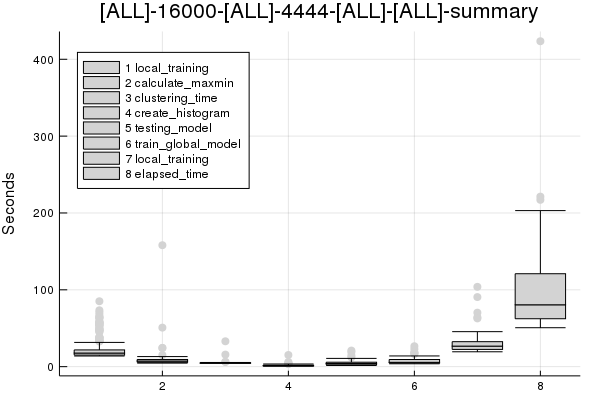 [ALL]-16000-[ALL]-4444-[ALL]-[ALL]-summary
400
300
200
100
0
Seconds
1 local_training
2 calculate_maxmin
3 clustering_time
4 create_histogram
5 testing_model
6 train_global_model
7 local_training
8 elapsed_time
2 4 6 8